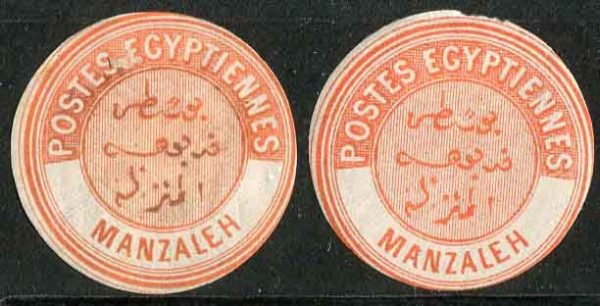 POSTES EGYPTIENNES
بوسطه
خديويه
المنزله
MANZALEH
POSTES EGYPTIENNES
بوسطه
خديويه
المنزله
MANZALEH